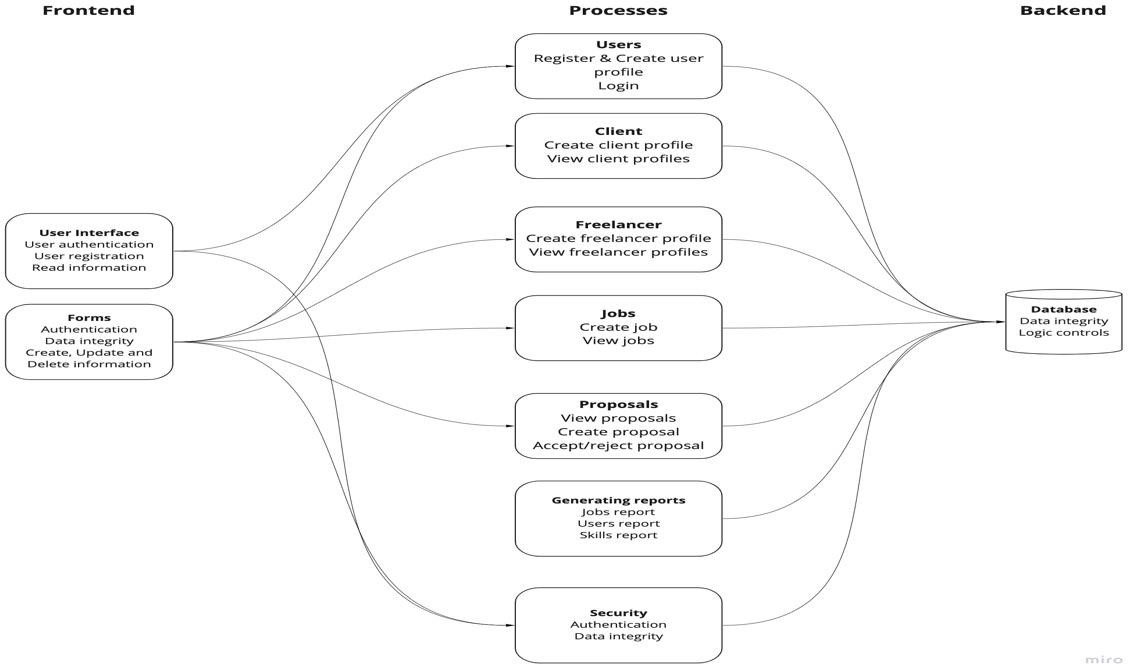 Frontend
Processes
Backend
User Interface
User authentication
User registration
Read information
Forms
Authentication
Data integrity
Create, Update and
Delete information
Users
Register & Create user
profile
Login
Client
Create client profile
View client profiles
Freelancer
Create freelancer profile
View freelancer profiles
Jobs
Create job
View jobs
Proposals
View proposals
Create proposal
Accept/reject proposal
Generating reports
Jobs report
Users report
Skills report
Security
Authentication
Data integrity
Database
Data integrity
Logic controls
miro